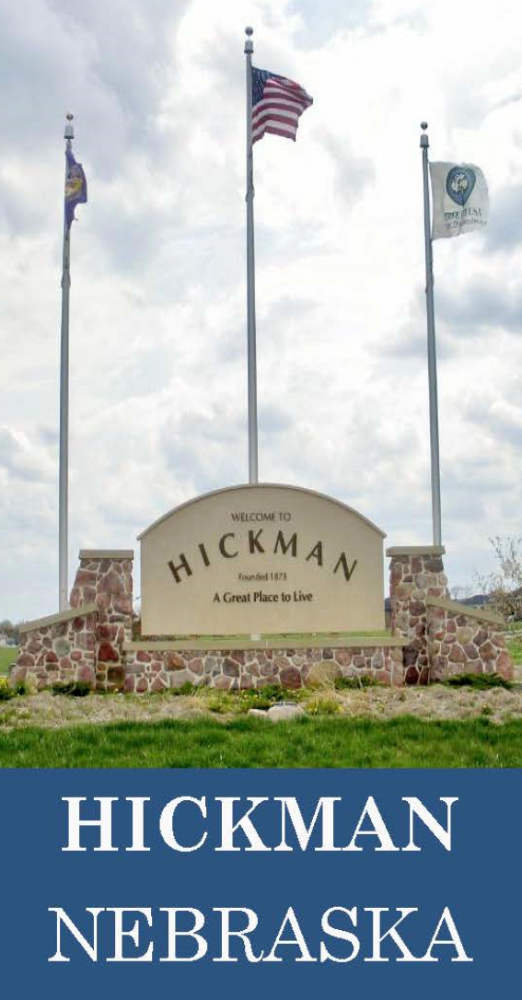 WELCOME TO
HICKMAN
Founded 1873
A Great Place to Live
HICKMAN
NEBRASKA